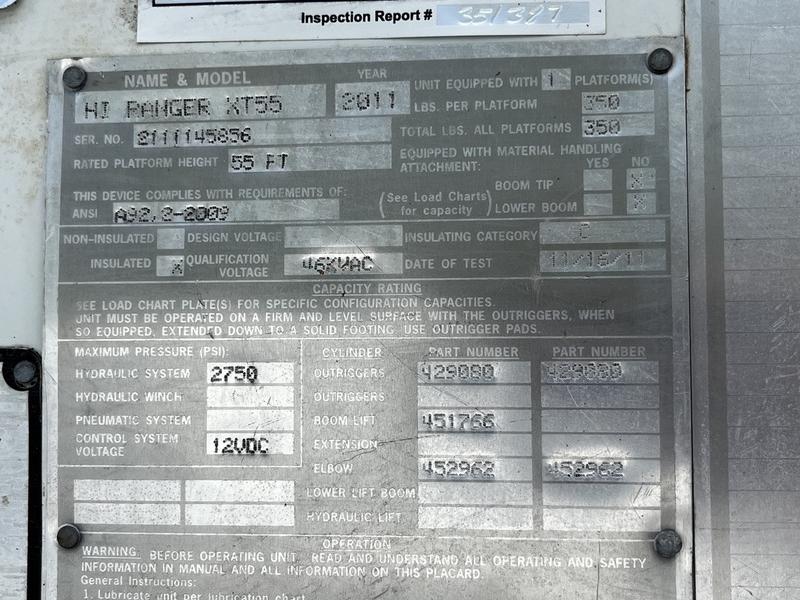 Inspection Report # 351397
NAME & MODEL
YEAR
HI RANGER XT55
2011
UNIT EQUIPPED WITH 1 PLATFORM(S)
LBS. PER PLATFORM 350
SER. NO. 2111145856
TOTAL LBS. ALL PLATFORMS 350
RATED PLATFORM HEIGHT 55 FT
EQUIPPED WITH MATERIAL HANDLING
ATTACHMENT: YES NO
THIS DEVICE COMPLIES WITH REQUIREMENTS OF:
ANSI A92.2-2009
(See Load Charts for capacity)
BOOM TIP X
LOWER BOOM X
NON-INSULATED DESIGN VOLTAGE
INSULATING CATEGORY C
INSULATED X QUALIFICATION VOLTAGE 46KVAC
DATE OF TEST 11/16/11
CAPACITY RATING
SEE LOAD CHART PLATE(S) FOR SPECIFIC CONFIGURATION CAPACITIES.
UNIT MUST BE OPERATED ON A FIRM AND LEVEL SURFACE WITH THE OUTRIGGERS, WHEN
SO EQUIPPED, EXTENDED DOWN TO A SOLID FOOTING. USE OUTRIGGER PADS.
MAXIMUM PRESSURE (PSI):
HYDRAULIC SYSTEM 2750
HYDRAULIC WINCH
PNEUMATIC SYSTEM
CONTROL SYSTEM
VOLTAGE 12VDC
CYLINDER PART NUMBER PART NUMBER
OUTRIGGERS 429080 429080
OUTRIGGERS
BOOM LIFT 451766
EXTENSION
ELBOW 452962 452962
LOWER LIFT BOOM
HYDRAULIC LIFT
OPERATION
WARNING. BEFORE OPERATING UNIT, READ AND UNDERSTAND ALL OPERATING AND SAFETY
INFORMATION IN MANUAL AND ALL INFORMATION ON THIS PLACARD.
General Instructions:
1. Lubricate unit per lubrication chart